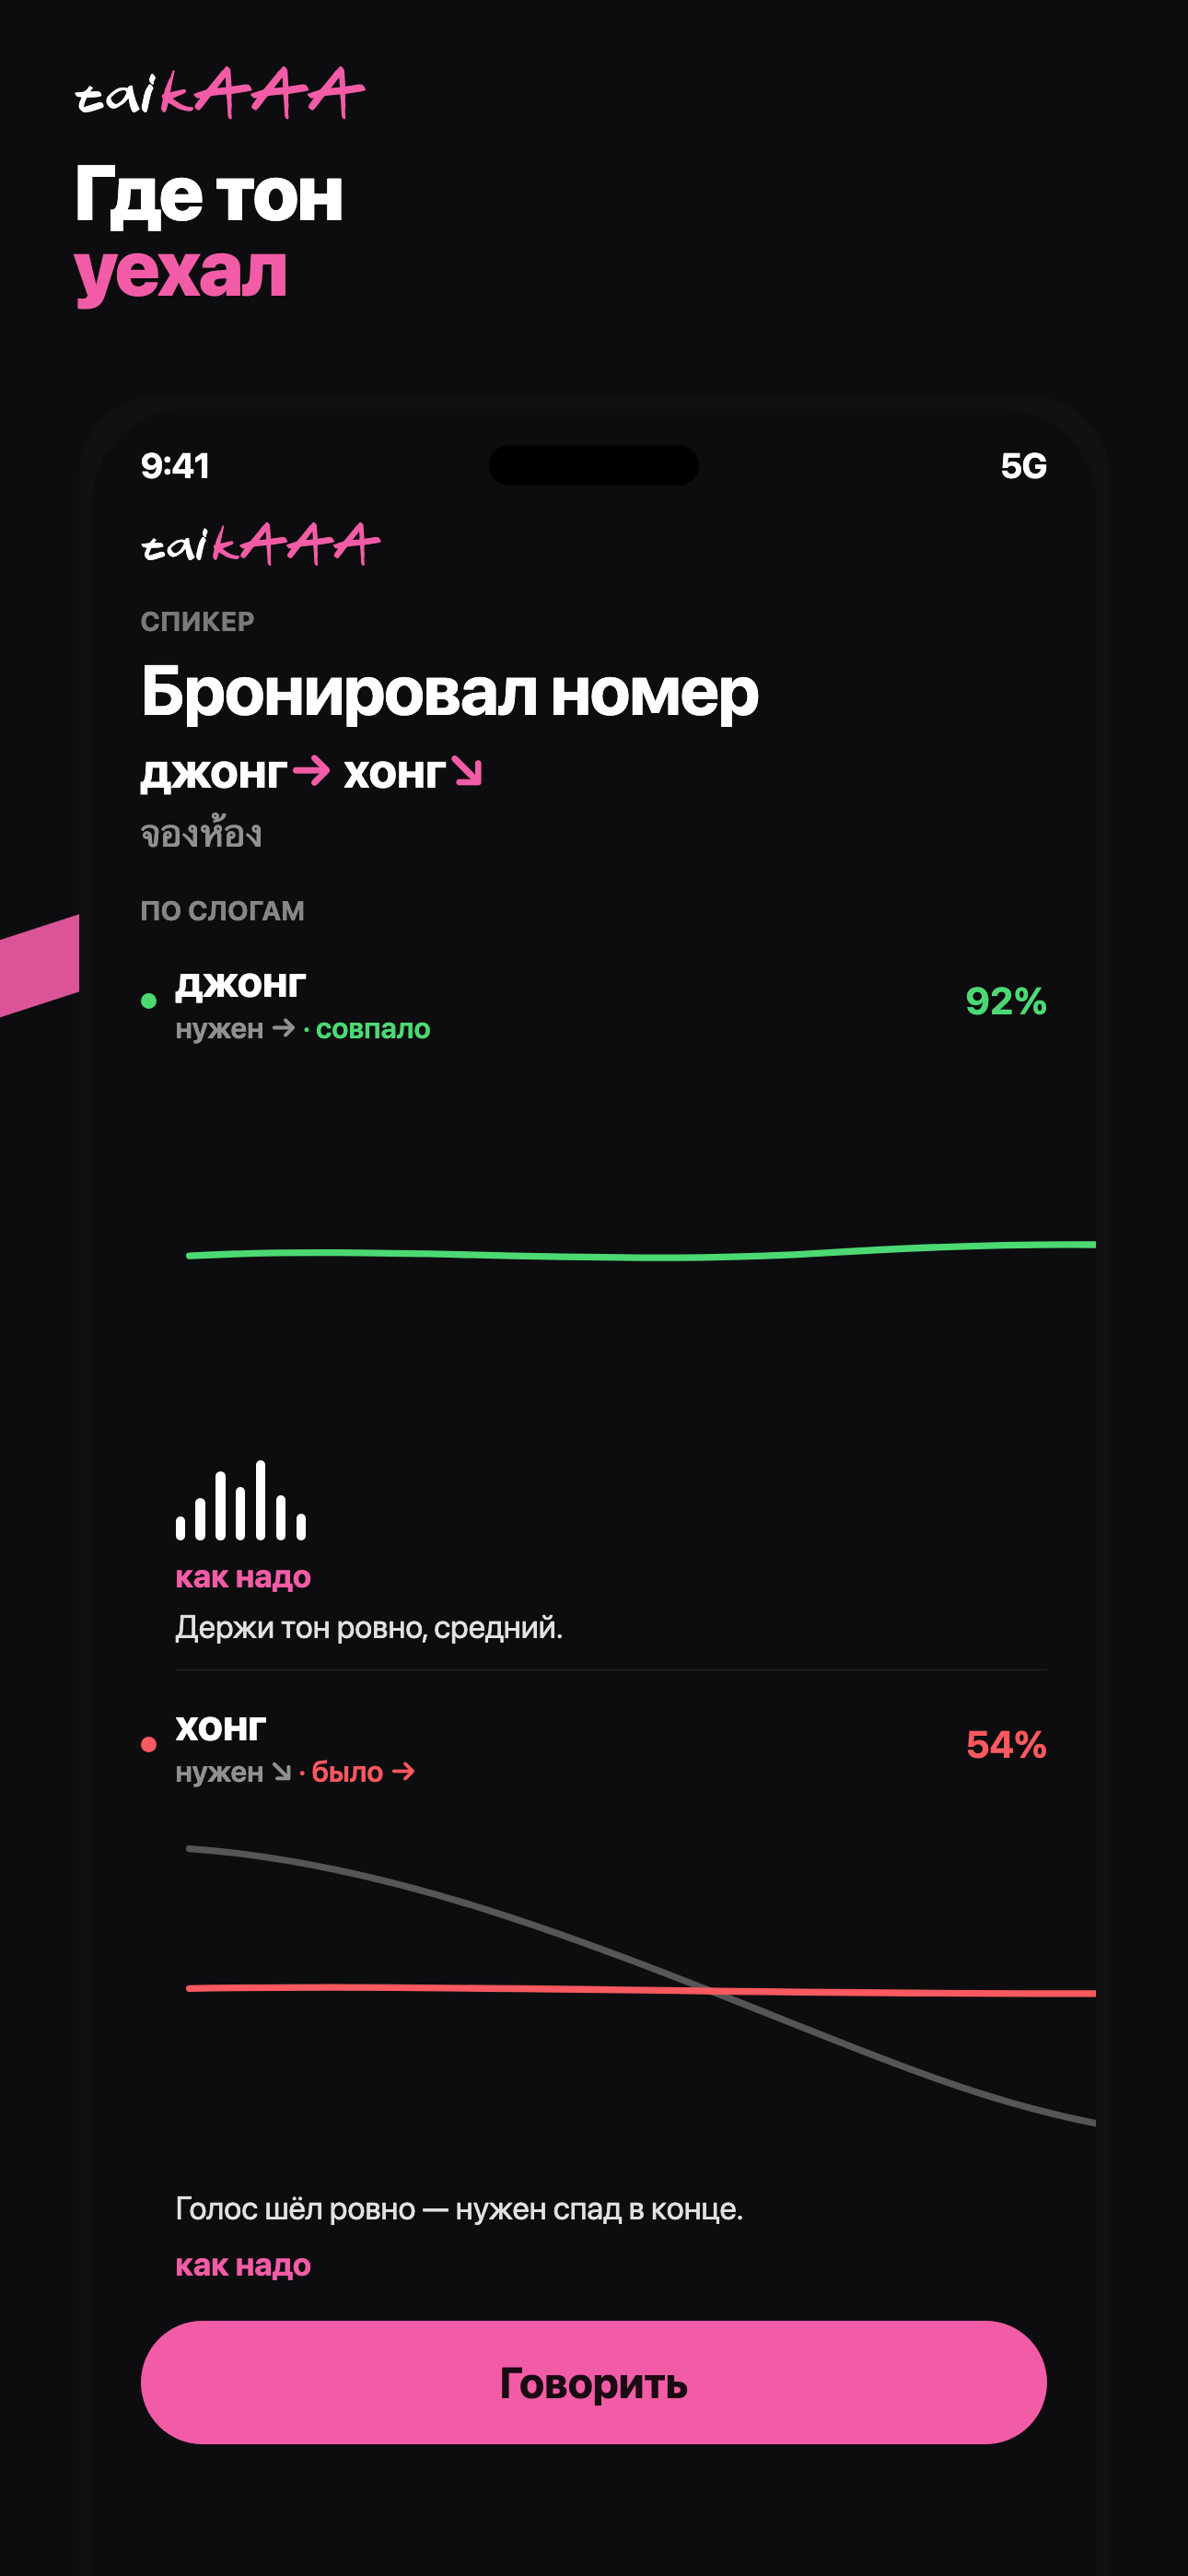 taikAAA
Где тон
уехал
9:41
5G
taikAAA
СПИКЕР
Бронировал номер
джонг→ хонг↘
จองห้อง
ПО СЛОГАМ
джонг
92%
нужен → · совпало
как надо
Держи тон ровно, средний.
хонг
54%
нужен ↘ · было →
Голос шёл ровно — нужен спад в конце.
как надо
Говорить